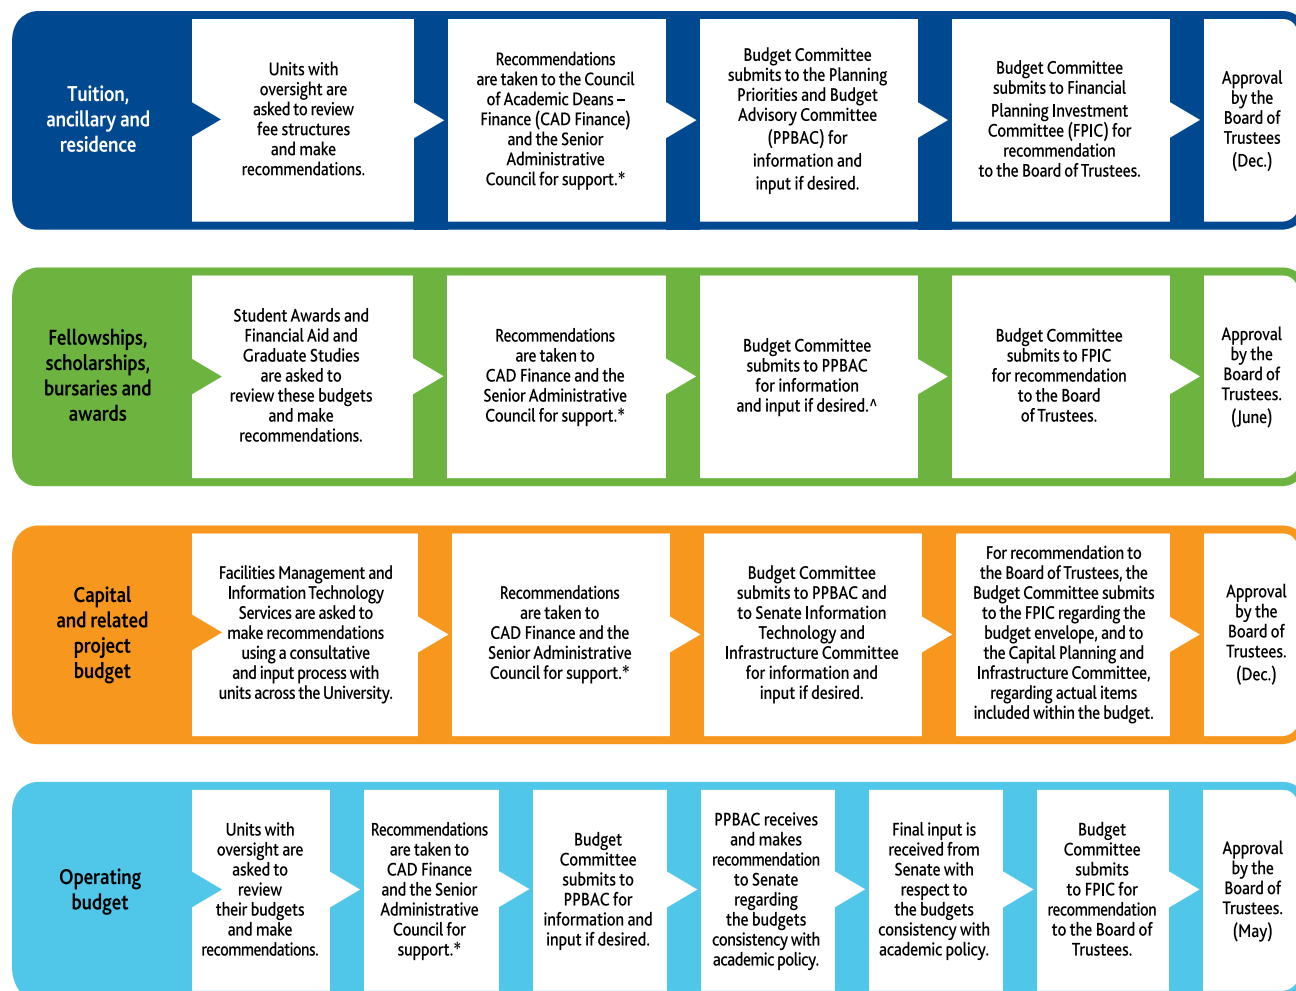 Tuition,
ancillary and
residence
Units with
oversight are
asked to review
fee structures
and make
recommendations.
Recommendations
are taken to the Council
of Academic Deans –
Finance (CAD Finance)
and the Senior
Administrative
Council for support.*
Budget Committee
submits to the Planning
Priorities and Budget
Advisory Committee
(PPBAC) for
information and
input if desired.
Budget Committee
submits to Financial
Planning Investment
Committee (FPIC) for
recommendation
to the Board of Trustees.
Approval
by the
Board of
Trustees
(Dec.)
Fellowships,
scholarships,
bursaries and
awards
Student Awards and
Financial Aid and
Graduate Studies
are asked to
review these budgets
and make
recommendations.
Recommendations
are taken to
CAD Finance and the
Senior Administrative
Council for support.*
Budget Committee
submits to PPBAC
for information
and input if desired.^
Budget Committee
submits to FPIC
for recommendation
to the Board
of Trustees.
Approval
by the
Board of
Trustees.
(June)
Capital
and related
project
budget
Facilities Management and
Information Technology
Services are asked to
make recommendations
using a consultative
and input process with
units across the University.
Recommendations
are taken to
CAD Finance and the
Senior Administrative
Council for support.*
Budget Committee
submits to PPBAC and
to Senate Information
Technology and
Infrastructure Committee
for information and
input if desired.
For recommendation to
the Board of Trustees, the
Budget Committee submits
to the FPIC regarding the
budget envelope, and to
the Capital Planning and
Infrastructure Committee,
regarding actual items
included within the budget.
Approval
by the
Board of
Trustees.
(Dec.)
Operating
budget
Units with
oversight are
asked to
review
their budgets
and make
recommendations.
Recommendations
are taken to
CAD Finance
and the Senior
Administrative
Council for
support.*
Budget
Committee
submits to
PPBAC for
information and
input if desired.
PPBAC receives
and makes
recommendation
to Senate
regarding
the budgets
consistency with
academic policy.
Final input is
received from
Senate with
respect to
the budgets
consistency with
academic policy.
Budget
Committee
submits
to FPIC for
recommendation
to the Board of
Trustees.
Approval
by the
Board of
Trustees.
(May)